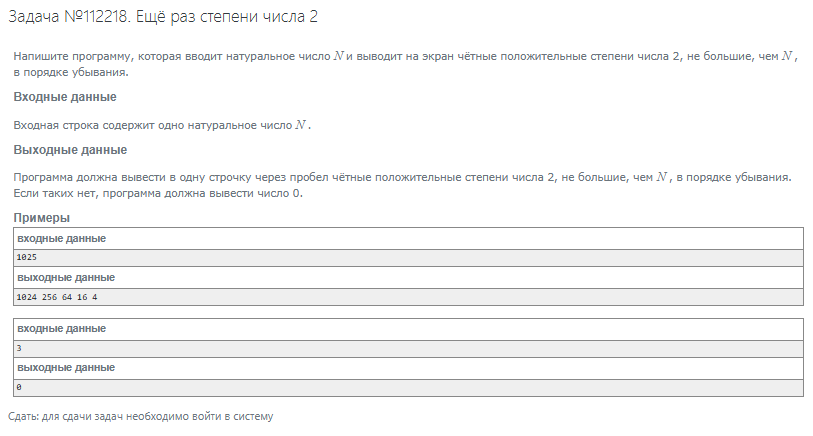 Задача №112218. Ещё раз степени числа 2
Напишите программу, которая вводит натуральное число N и выводит на экран чётные положительные степени числа 2, не большие, чем N ,
в порядке убывания.
Входные данные
Входная строка содержит одно натуральное число N .
Выходные данные
Программа должна вывести в одну строчку через пробел чётные положительные степени числа 2, не большие, чем N , в порядке убывания.
Если таких нет, программа должна вывести число 0.
Примеры
входные данные
1025
выходные данные
1024 256 64 16 4
входные данные
3
выходные данные
0
Сдать: для сдачи задач необходимо войти в систему